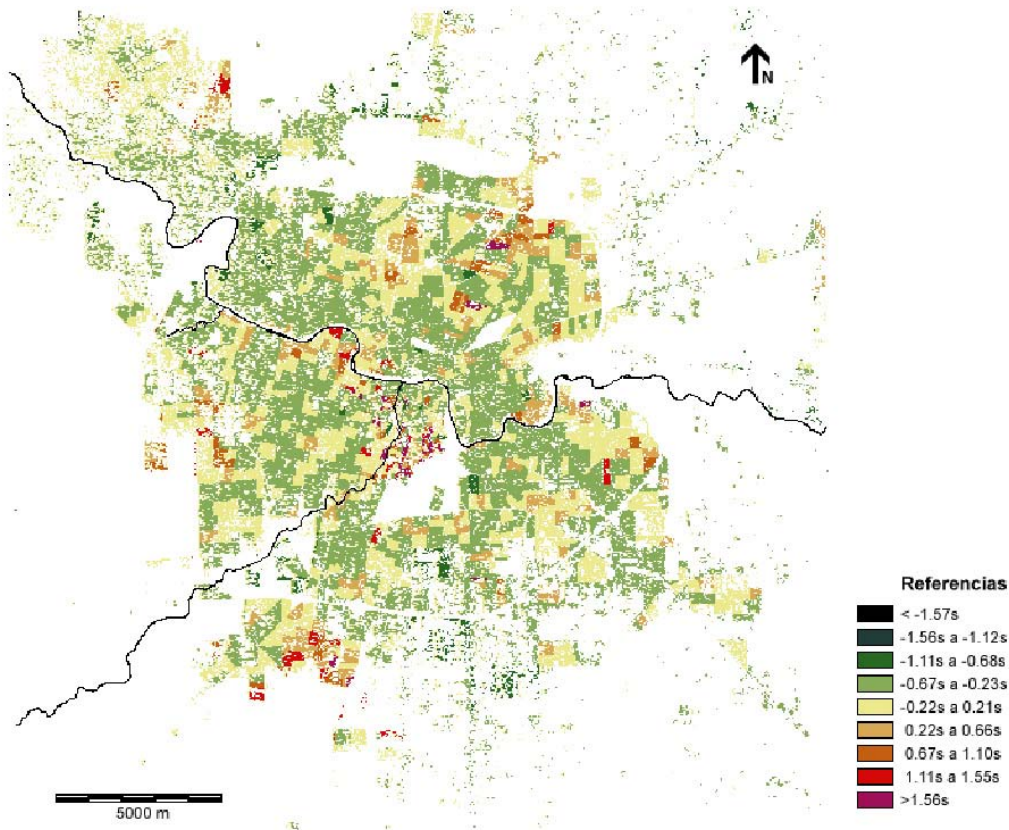 N
Referencias
< -1.57s
-1.56s a -1.12s
-1.11s a -0.68s
-0.67s a -0.23s
-0.22s a 0.21s
0.22s a 0.66s
0.67s a 1.10s
1.11s a 1.55s
>1.56s
5000 m